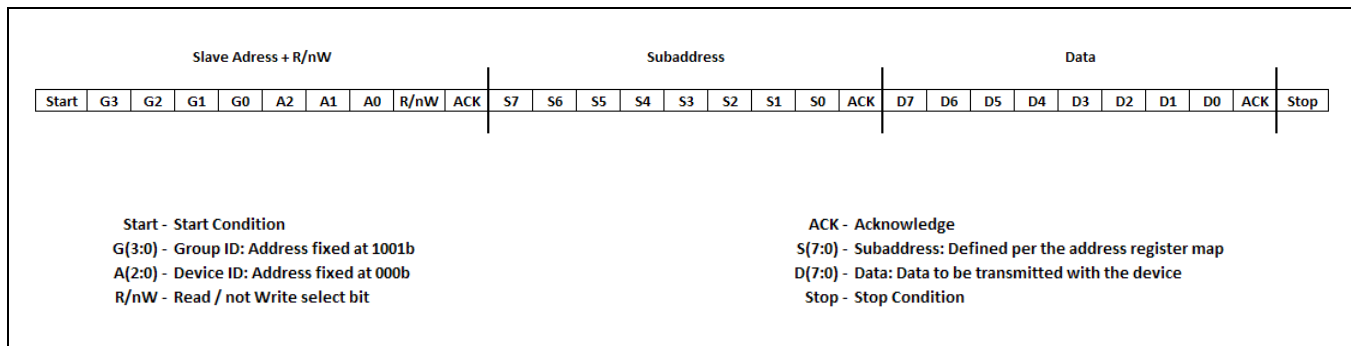 Slave Adress + R/nW Subaddress Data
Start G3 G2 G1 G0 A2 A1 A0 R/nW ACK S7 S6 S5 S4 S3 S2 S1 S0 ACK D7 D6 D5 D4 D3 D2 D1 D0 ACK Stop
Start - Start Condition
G(3:0) - Group ID: Address fixed at 1001b
A(2:0) - Device ID: Address fixed at 000b
R/nW - Read / not Write select bit
ACK - Acknowledge
S(7:0) - Subaddress: Defined per the address register map
D(7:0) - Data: Data to be transmitted with the device
Stop - Stop Condition